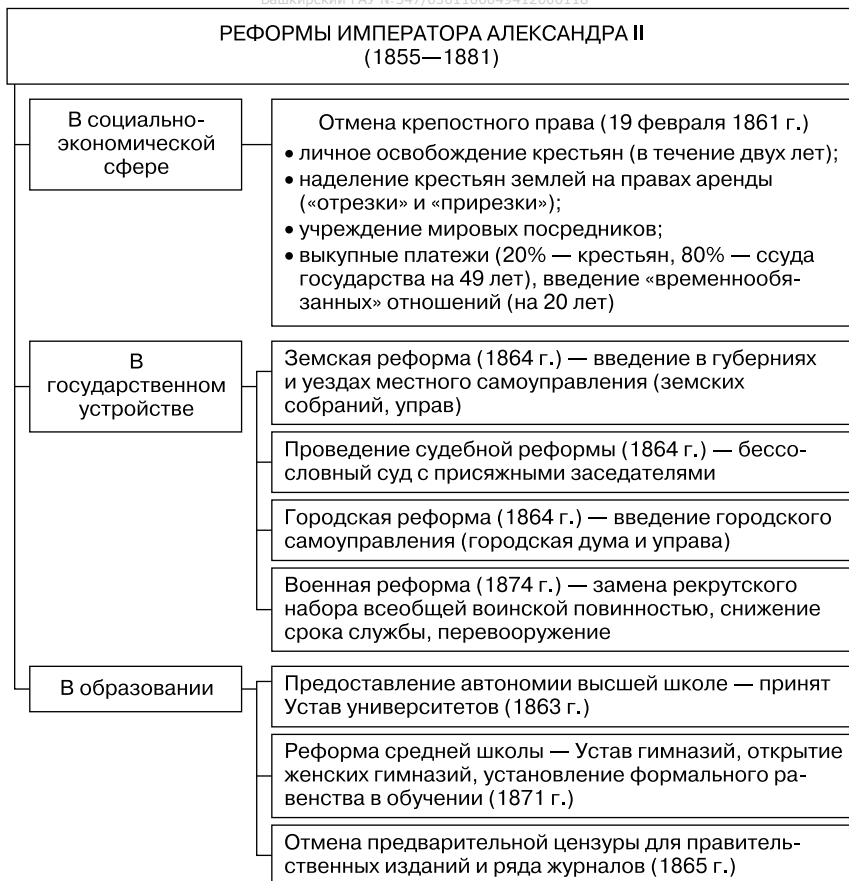 РЕФОРМЫ ИМПЕРАТОРА АЛЕКСАНДРА II
(1855—1881)
В социально-
экономической
сфере
Отмена крепостного права (19 февраля 1861 г.)
• личное освобождение крестьян (в течение двух лет);
• наделение крестьян землей на правах аренды
(«отрезки» и «прирезки»);
• учреждение мировых посредников;
• выкупные платежи (20% — крестьян, 80% — ссуда
государства на 49 лет), введение «временнообя-
занных» отношений (на 20 лет)
В
государственном
устройстве
Земская реформа (1864 г.) — введение в губерниях
и уездах местного самоуправления (земских
собраний, управ)
Проведение судебной реформы (1864 г.) — бессо-
словный суд с присяжными заседателями
Городская реформа (1864 г.) — введение городского
самоуправления (городская дума и управа)
Военная реформа (1874 г.) — замена рекрутского
набора всеобщей воинской повинностью, снижение
срока службы, перевооружение
В образовании
Предоставление автономии высшей школе — принят
Устав университетов (1863 г.)
Реформа средней школы — Устав гимназий, открытие
женских гимназий, установление формального ра-
венства в обучении (1871 г.)
Отмена предварительной цензуры для правитель-
ственных изданий и ряда журналов (1865 г.)